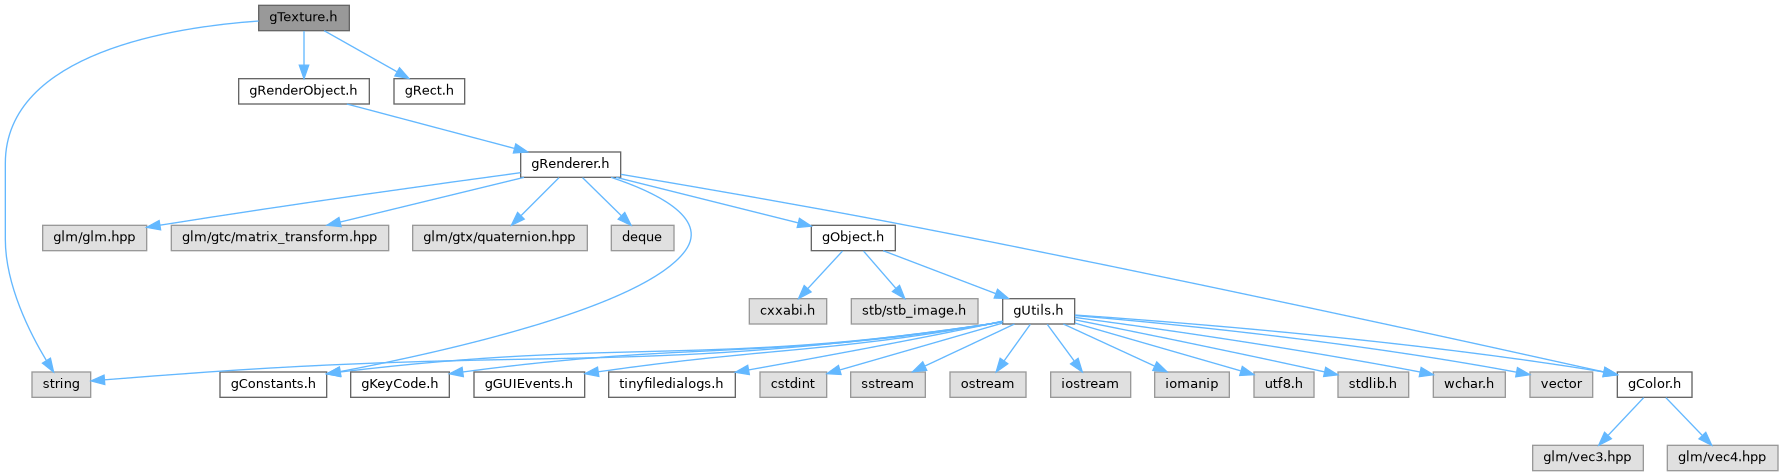 gTexture.h
gRenderObject.h
gRect.h
gRenderer.h
glm/glm.hpp
glm/gtc/matrix_transform.hpp
glm/gtx/quaternion.hpp
deque
gObject.h
cxxabi.h
stb/stb_image.h
gUtils.h
string
gConstants.h
gKeyCode.h
gGUIEvents.h
tinyfiledialogs.h
cstdint
sstream
ostream
iostream
iomanip
utf8.h
stdlib.h
wchar.h
vector
gColor.h
glm/vec3.hpp
glm/vec4.hpp